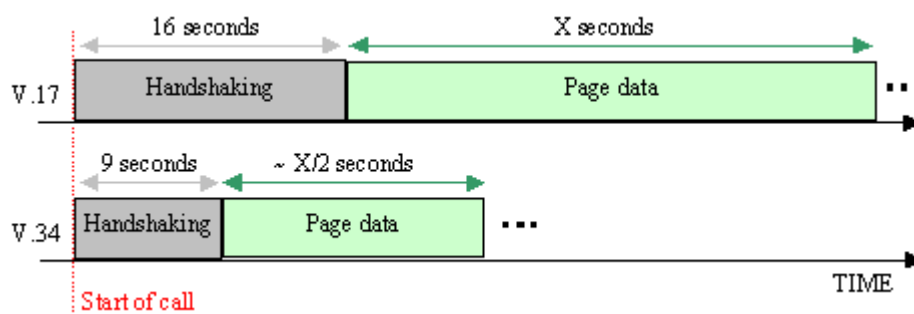 16 seconds
X seconds
V.17
Handshaking
Page data
9 seconds
~ X/2 seconds
V.34
Handshaking
Page data
TIME
Start of call